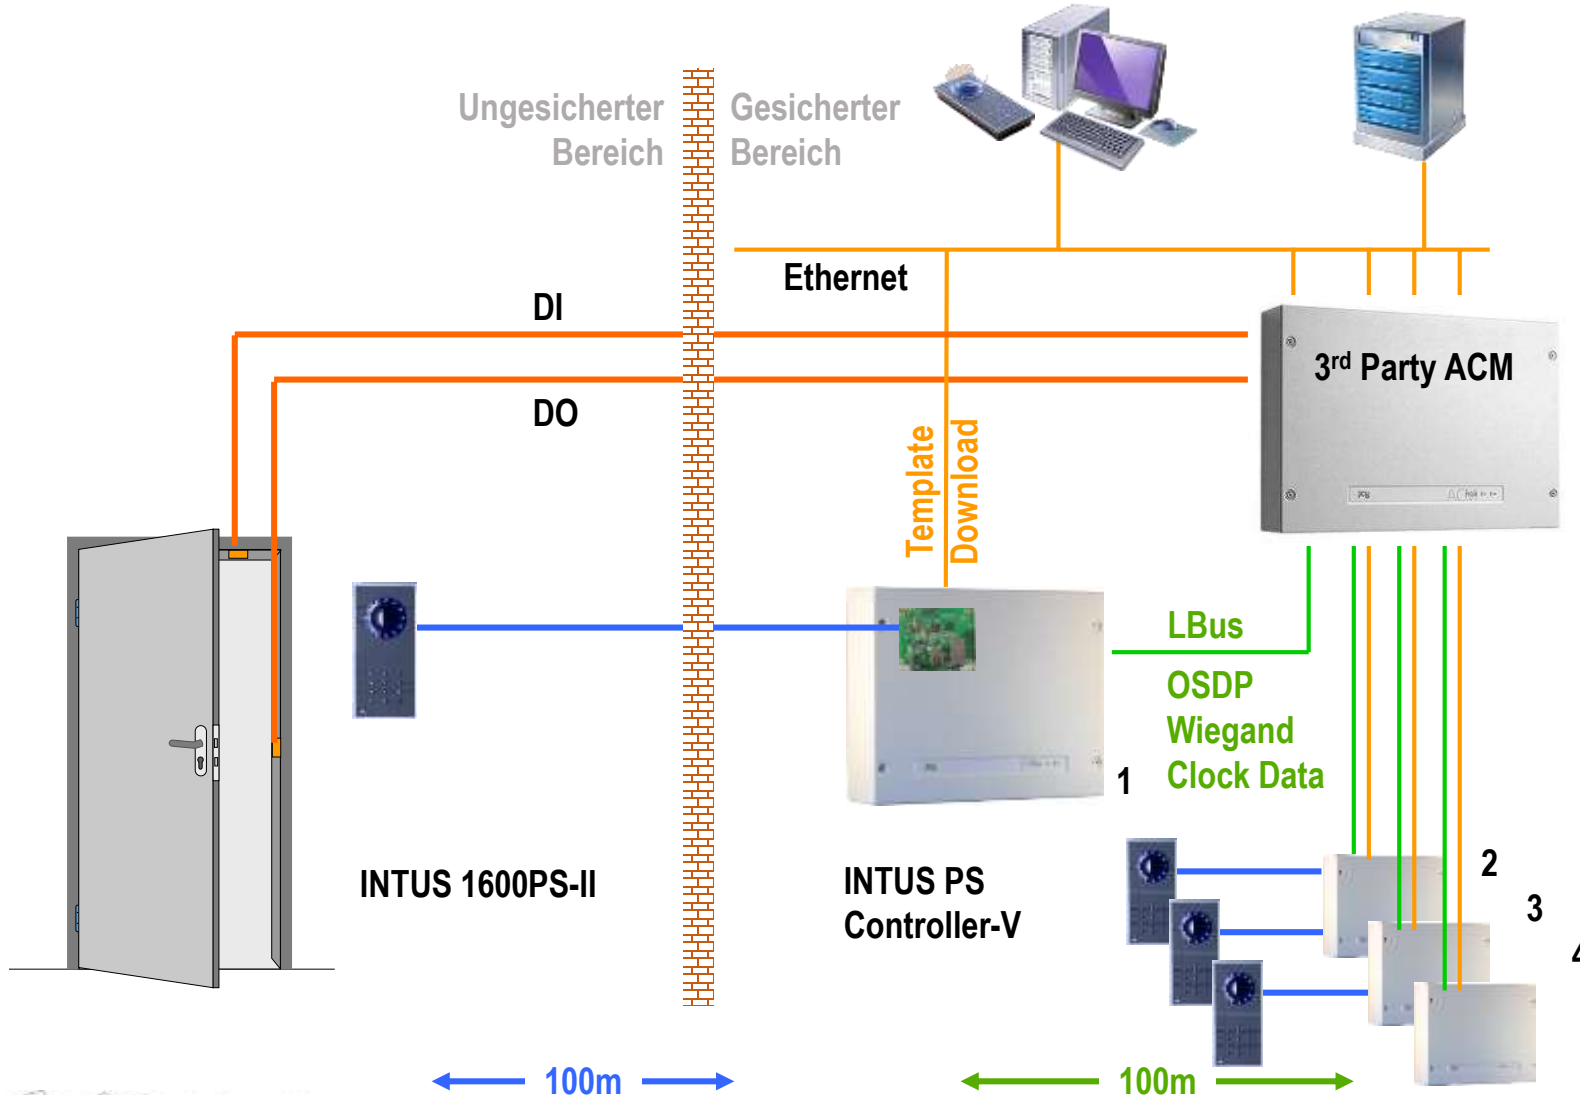 Ungesicherter
Bereich
Gesicherter
Bereich
Ethernet
DI
DO
3rd Party ACM
Template
Download
LBus
OSDP
Wiegand
Clock Data
1
INTUS 1600PS-II
INTUS PS
Controller-V
2
3
4
100m
100m